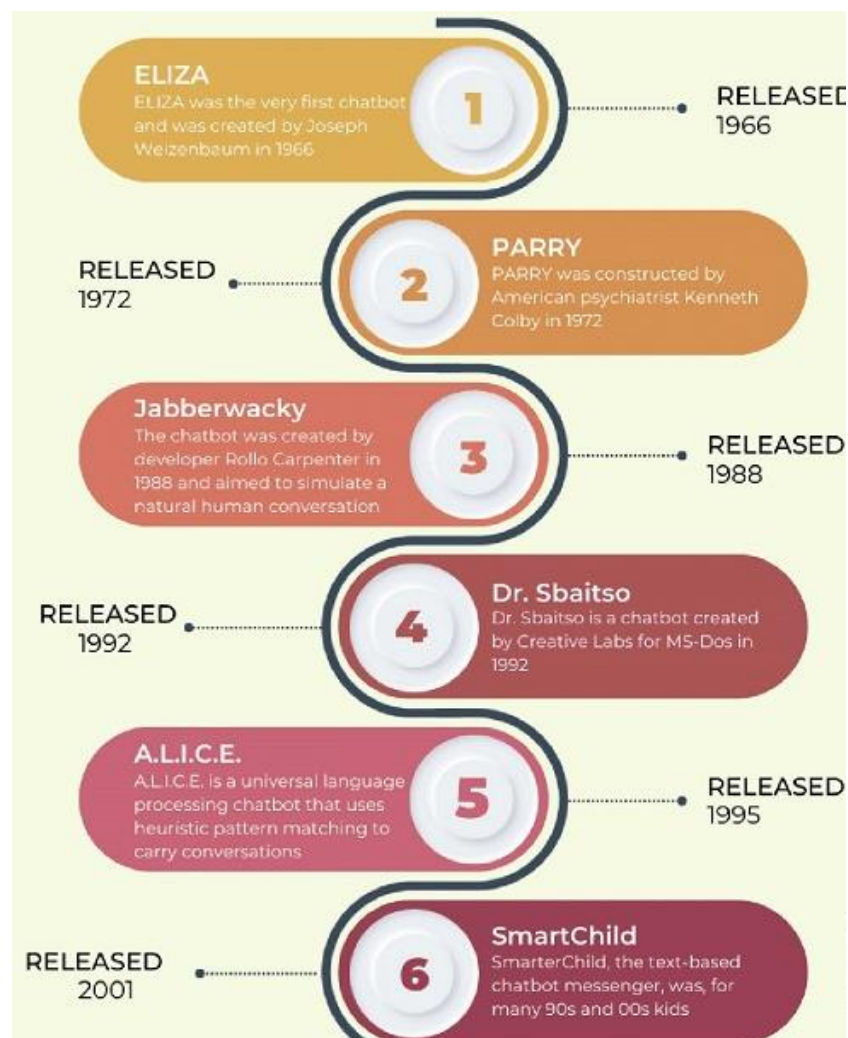 ELIZA
ELIZA was the very first chatbot
and was created by Joseph
Weizenbaum in 1966
1
RELEASED
1966
RELEASED
1972
2
PARRY
PARRY was constructed by
American psychiatrist Kenneth
Colby in 1972
Jabberwacky
The chatbot was created by
developer Rollo Carpenter in
1988 and aimed to simulate a
natural human conversation
3
RELEASED
1988
RELEASED
1992
4
Dr. Sbaitso
Dr. Sbaitso is a chatbot created
by Creative Labs for MS-Dos in
1992
A.L.I.C.E.
A.L.I.C.E. is a universal language
processing chatbot that uses
heuristic pattern matching to
carry conversations
5
RELEASED
1995
RELEASED
2001
6
SmartChild
SmarterChild, the text-based
chatbot messenger, was, for
many 90s and 00s kids